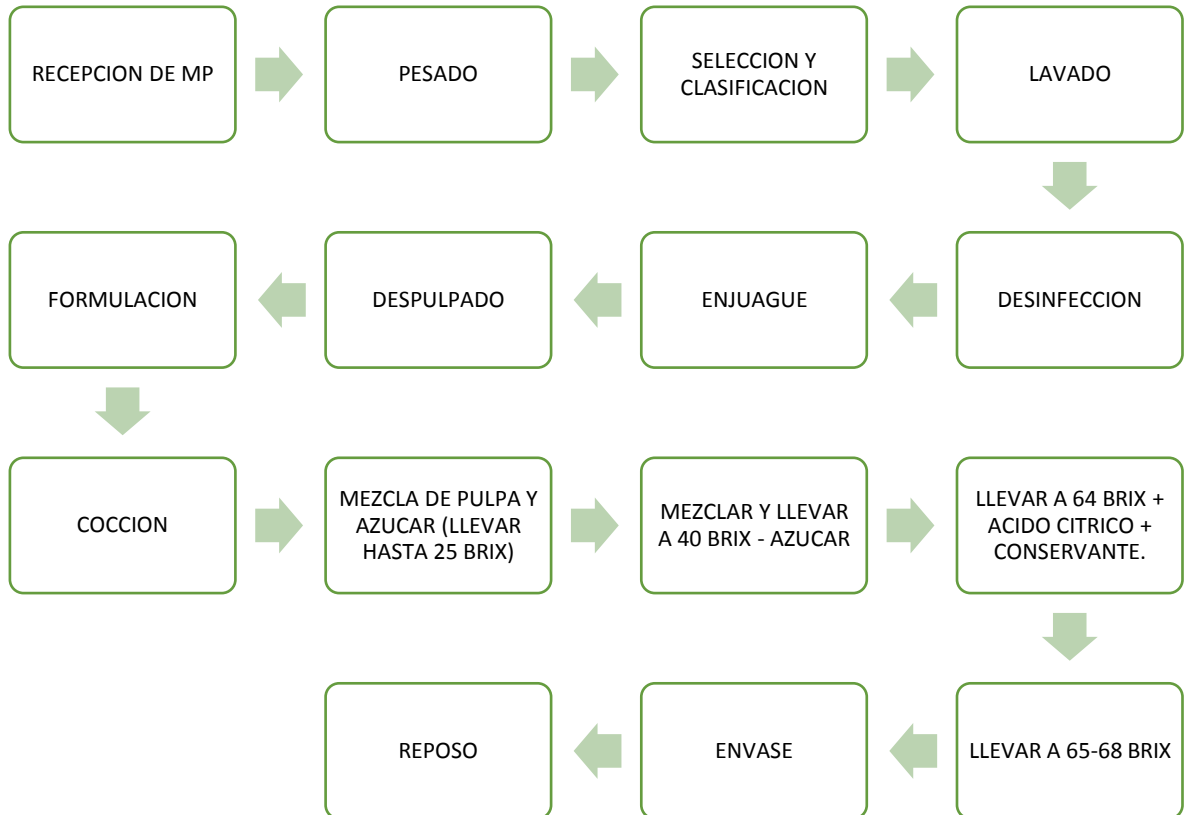 RECEPCION DE MP
PESADO
SELECCION Y
CLASIFICACION
LAVADO
DESINFECCION
ENJUAGUE
DESPULPADO
FORMULACION
COCCION
MEZCLA DE PULPA Y
AZUCAR (LLEVAR
HASTA 25 BRIX)
MEZCLAR Y LLEVAR
A 40 BRIX - AZUCAR
LLEVAR A 64 BRIX +
ACIDO CITRICO +
CONSERVANTE.
LLEVAR A 65-68 BRIX
ENVASE
REPOSO